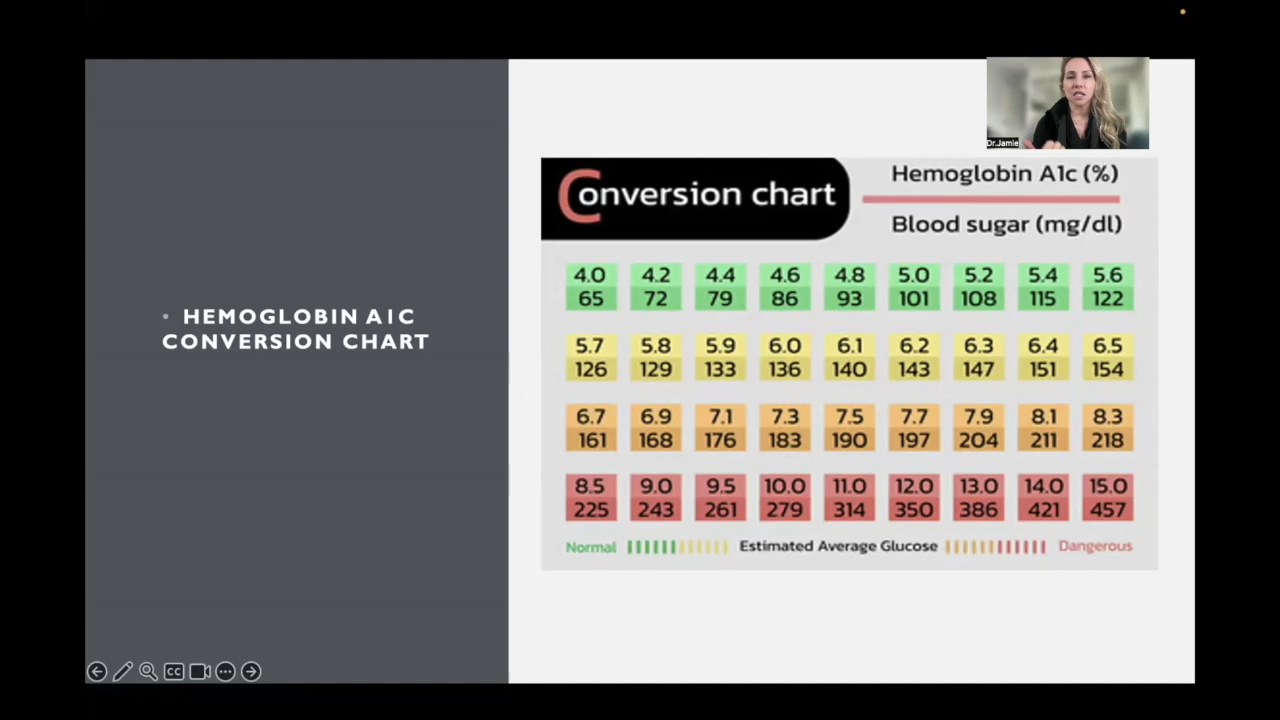 Dr.Jamie
• HEMOGLOBIN A1C
CONVERSION CHART
Conversion chart
Hemoglobin A1c (%)
Blood sugar (mg/dl)
4.0 4.2 4.4 4.6 4.8 5.0 5.2 5.4 5.6
65 72 79 86 93 101 108 115 122
5.7 5.8 5.9 6.0 6.1 6.2 6.3 6.4 6.5
126 129 133 136 140 143 147 151 154
6.7 6.9 7.1 7.3 7.5 7.7 7.9 8.1 8.3
161 168 176 183 190 197 204 211 218
8.5 9.0 9.5 10.0 11.0 12.0 13.0 14.0 15.0
225 243 261 279 314 350 386 421 457
Normal Estimated Average Glucose Dangerous
CC